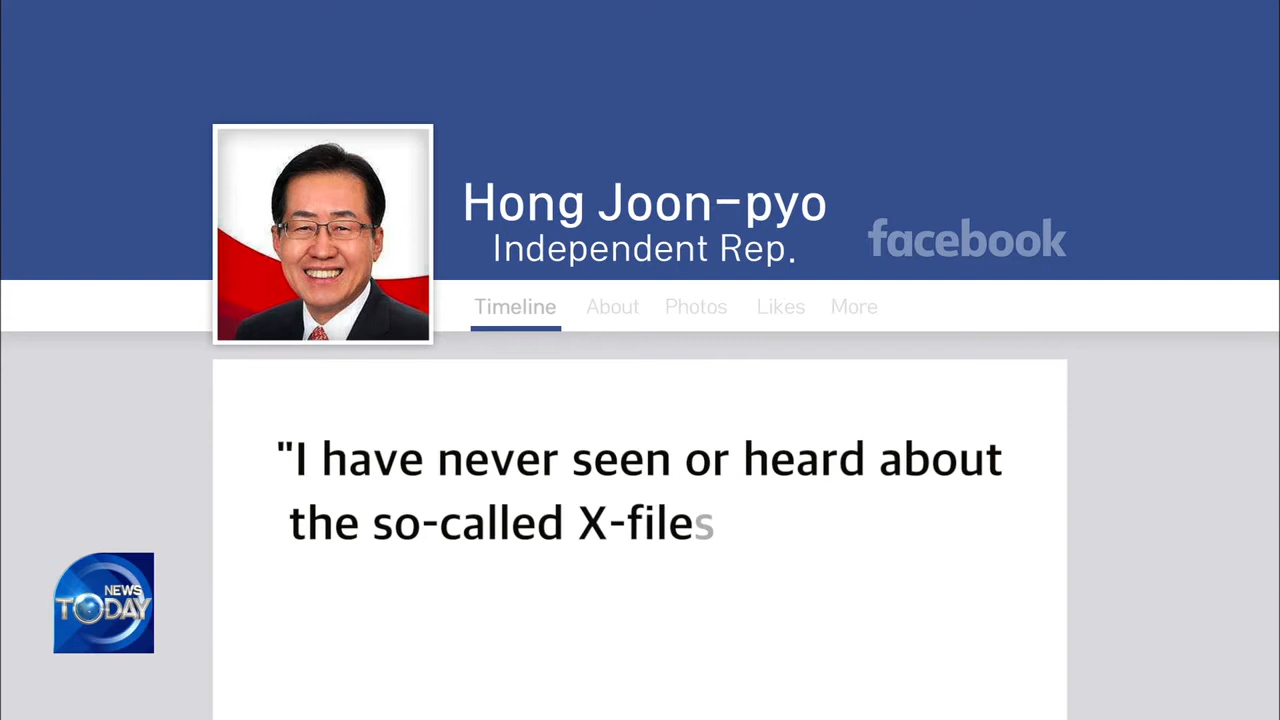 Hong Joon-pyo
Independent Rep.
facebook
Timeline About Photos Likes More
"I have never seen or heard about
the so-called X-files
NEWS
TODAY